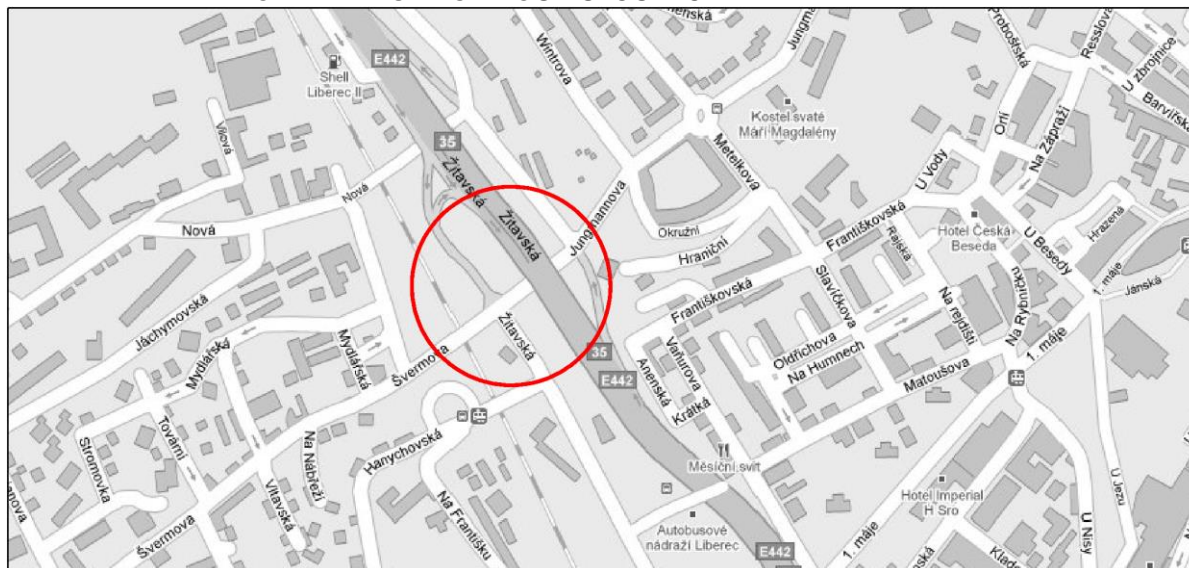 E442
Shell
Liberec II
Vilová
35
Žitavská
Žitavská
Nová
Nová
Wintrova
Jungmannova
Metelkova
Kostel svaté
Máří Magdalény
Proboštská
Resslova
U zbrojnice
Barvířská
Orlí
Na Zápraží
U Vody
Hotel Česká
Beseda
U Besedy
Hrazená
1. máje
Jánská
Okružní
Hraniční
Františkovská
Františkovská
Rajská
Slavíčkova
Na rejdišti
Na Rybníčku
1. máje
Oldřichova
Na Humnech
Matoušova
Jáchymovská
Mydlářská
Mydlářská
Švermova
Žitavská
35
E442
Anenská
Vaňurova
Krátká
Měsíční svit
Stromovka
Tovární
Na Nábřeží
Vltavská
Hanychovská
Na Františku
Švermova
Autobusové
nádraží Liberec
E442
Hotel Imperial
H Sro
1. máje
U Nisy
U Jezu